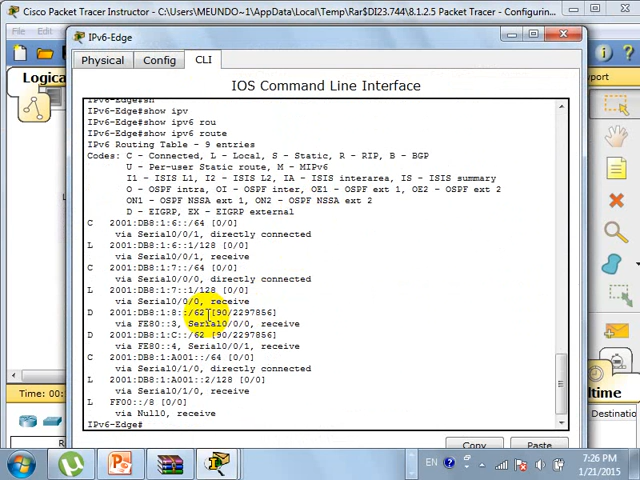 Cisco Packet Tracer Instructor - C:\Users\MEUNDO~1\AppData\Local\Temp\Rar$DI23.744\8.1.2.5 Packet Tracer - Configurin...
File
IPv6-Edge
Physical
Config
CLI
Logical
IOS Command Line Interface
IPv6-Edge#sh
IPv6-Edge#show ipv
IPv6-Edge#show ipv6 rou
IPv6-Edge#show ipv6 route
IPv6 Routing Table - 9 entries
Codes: C - Connected, L - Local, S - Static, R - RIP, B - BGP
U - Per-user Static route, M - MIPv6
I1 - ISIS L1, I2 - ISIS L2, IA - ISIS interarea, IS - ISIS summary
O - OSPF intra, OI - OSPF inter, OE1 - OSPF ext 1, OE2 - OSPF ext 2
ON1 - OSPF NSSA ext 1, ON2 - OSPF NSSA ext 2
D - EIGRP, EX - EIGRP external
C 2001:DB8:1:6::/64 [0/0]
via Serial0/0/1, directly connected
L 2001:DB8:1:6::1/128 [0/0]
via Serial0/0/1, receive
C 2001:DB8:1:7::/64 [0/0]
via Serial0/0/0, directly connected
L 2001:DB8:1:7::1/128 [0/0]
via Serial0/0/0, receive
D 2001:DB8:1:8::/62 [90/2297856]
via FE80::3, Serial0/0/0, receive
D 2001:DB8:1:C::/62 [90/2297856]
via FE80::4, Serial0/0/1, receive
C 2001:DB8:1:A001::/64 [0/0]
via Serial0/1/0, directly connected
L 2001:DB8:1:A001::2/128 [0/0]
via Serial0/1/0, receive
L FF00::/8 [0/0]
via Null0, receive
IPv6-Edge#
Copy
Paste
Time: 00:
Destinatio
EN
7:26 PM
1/21/2015